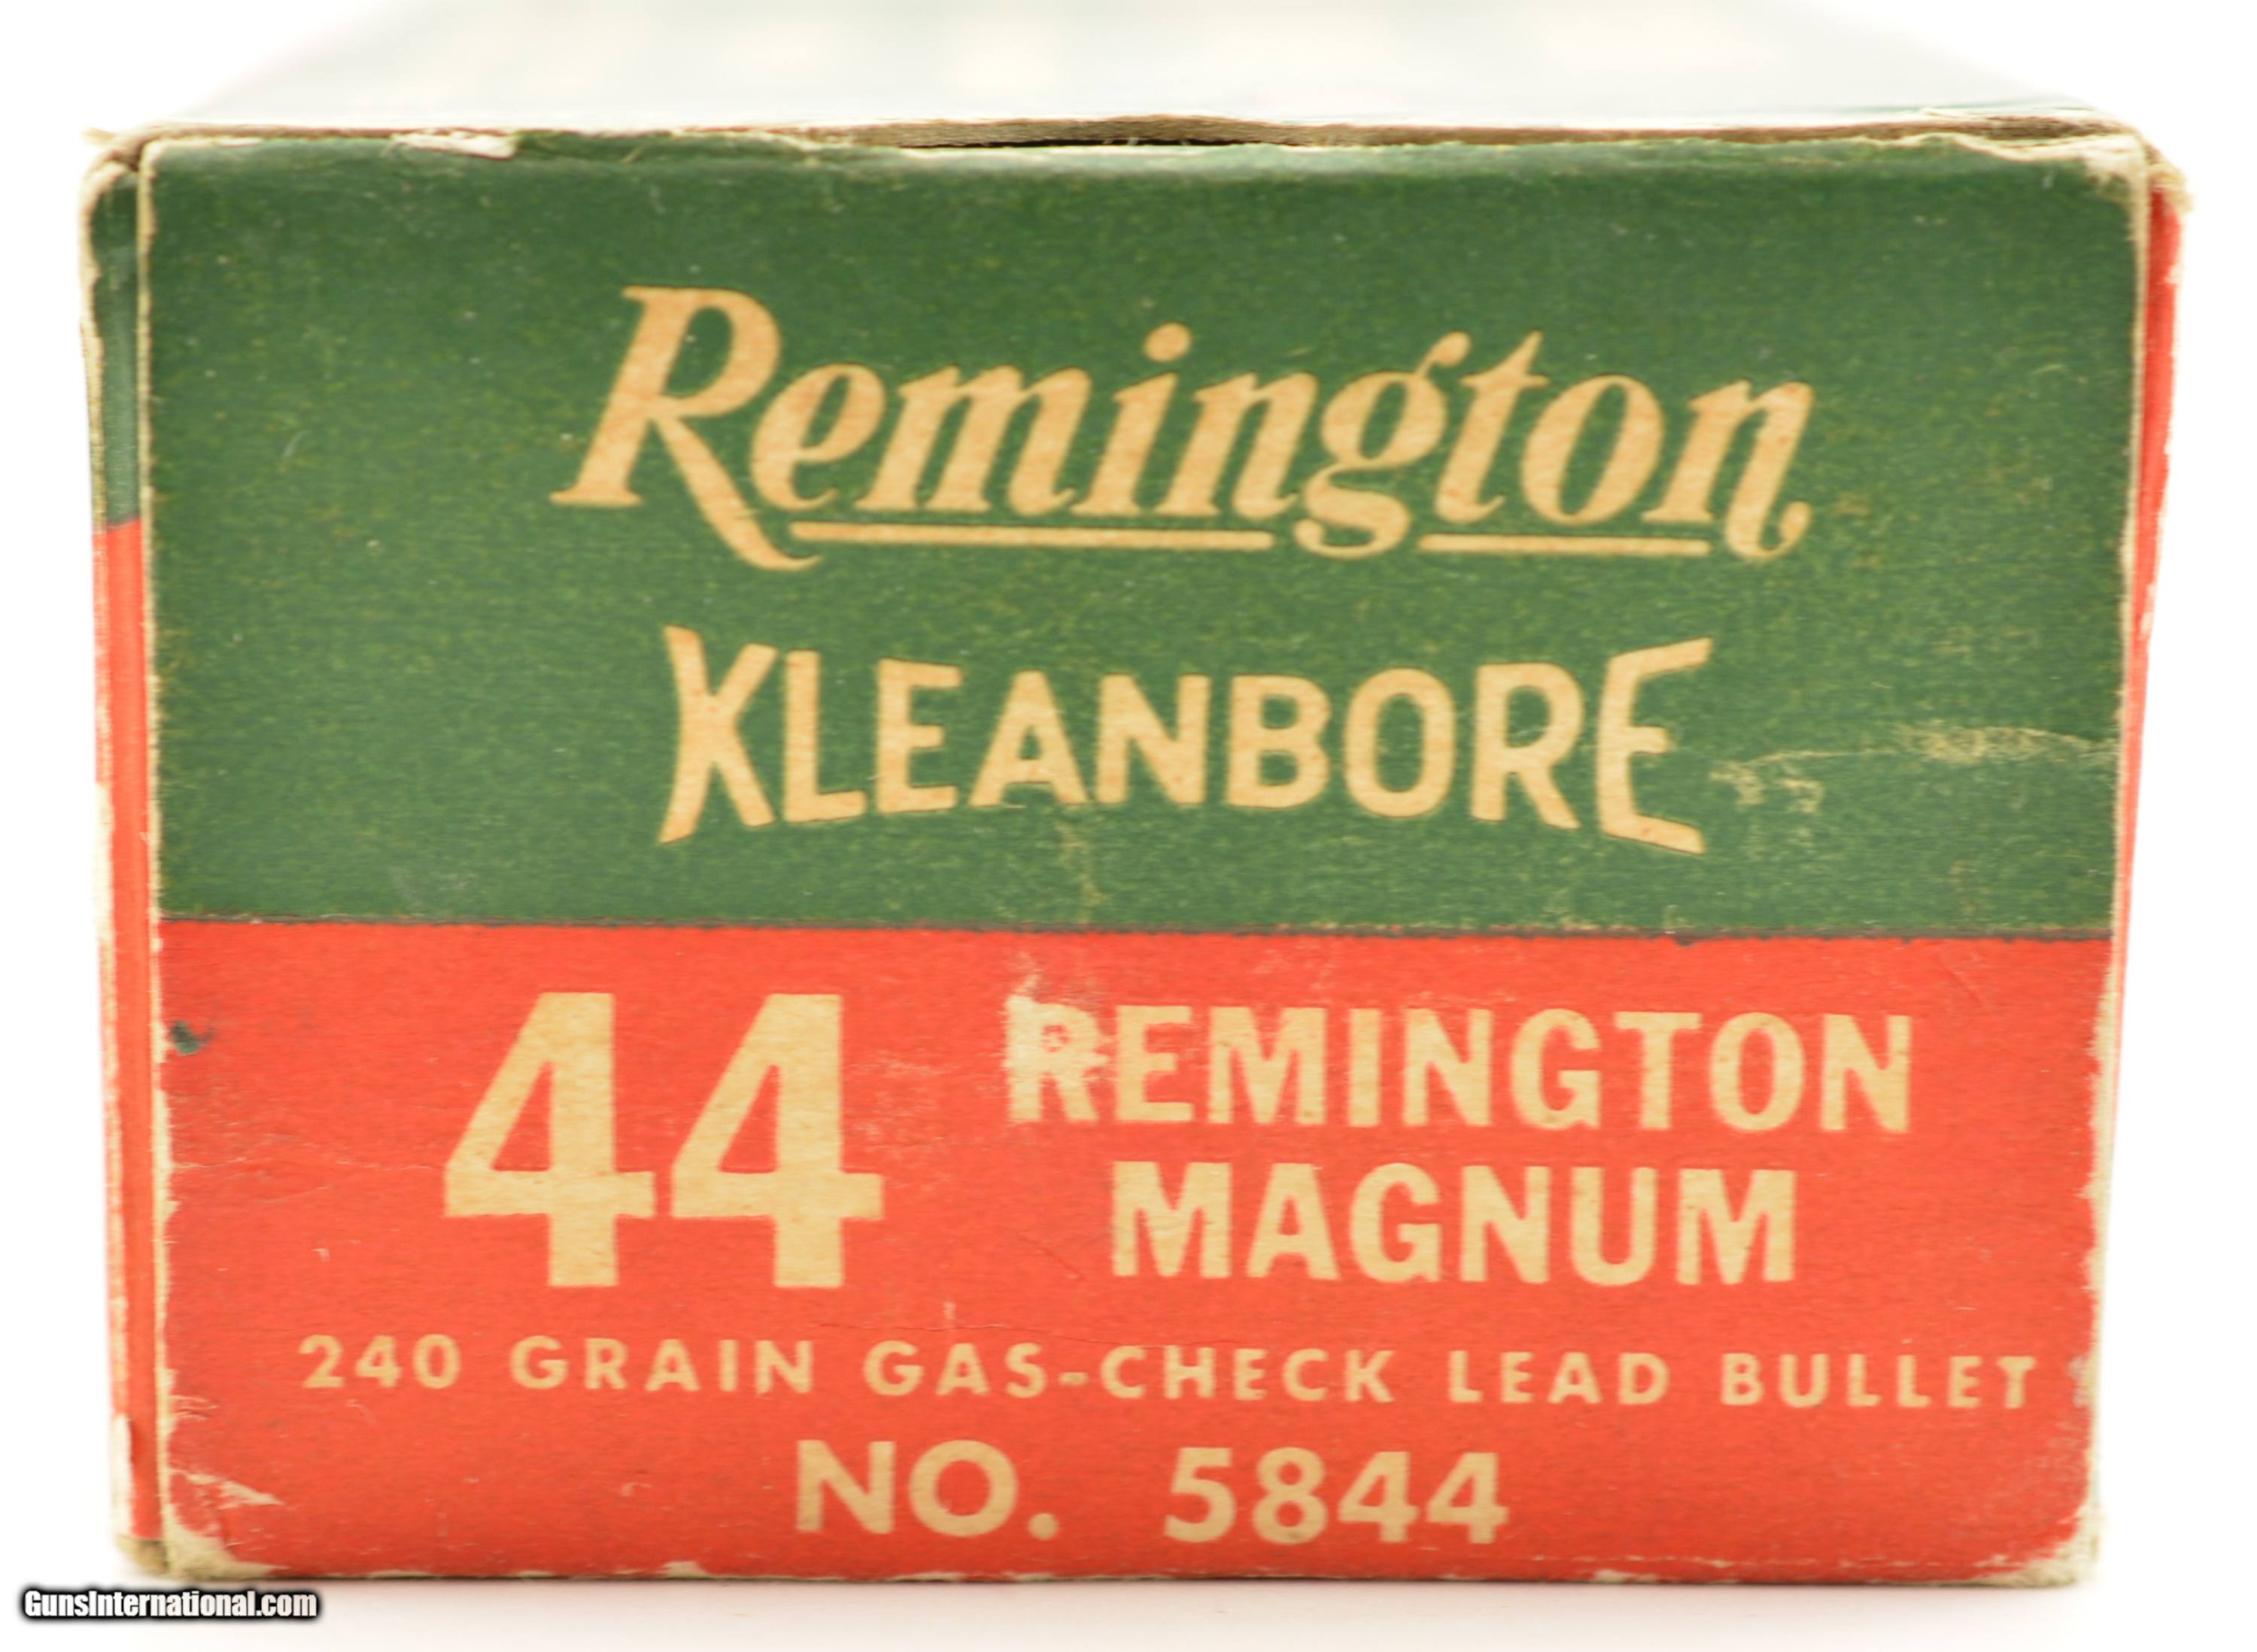 Remington
KLEANBORE
44 REMINGTON
MAGNUM
240 GRAIN GAS-CHECK LEAD BULLET
NO. 5844
GunsInternational.com